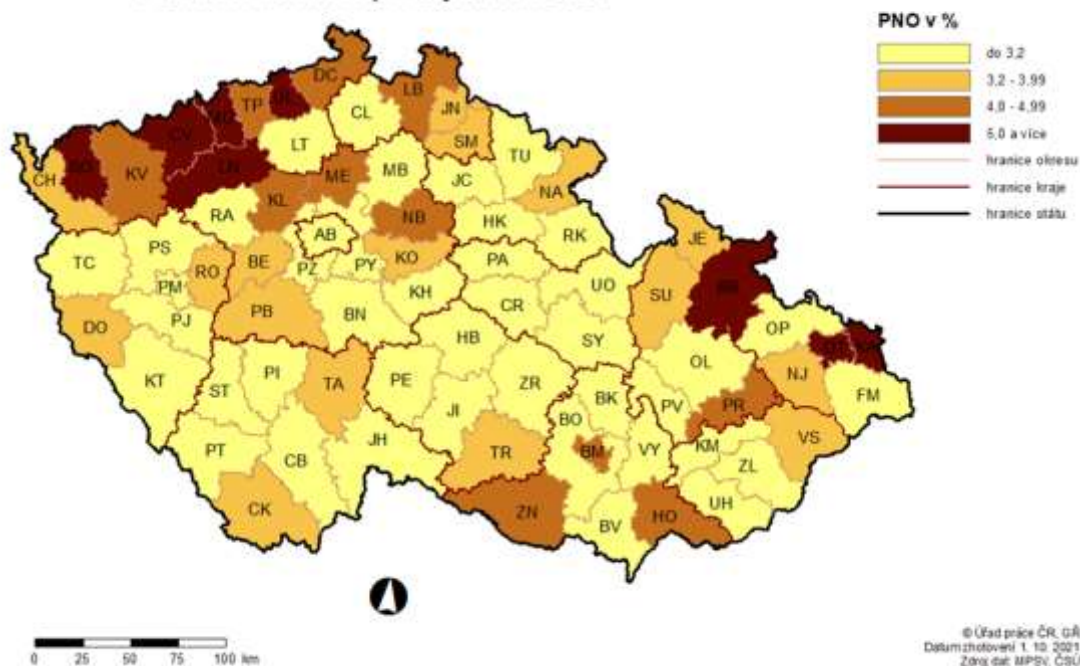 PNO v %
do 3,2
3,2 - 3,99
4,0 - 4,99
5,0 a více
hranice okresu
hranice kraje
hranice státu
DC
LB
TP
JN
CL
LT
SM
TU
CH
KV
ME
MB
JC
NA
KL
RA
NB
HK
RK
AB
JE
PS
TC
BE
KO
PA
RO
PZ
PY
UO
SU
PM
KH
CR
PB
OP
DO
PJ
BN
SY
HB
OL
NJ
KT
ST
PI
TA
PE
ZR
BK
PV
PR
FM
JI
BO
PT
JH
TR
BM
VY
KM
VS
CB
ZL
CK
ZN
BV
HO
UH
0 25 50 75 100 km
© Úřad práce ČR, GŘ
Datum zhotovení 1. 10. 2021
Zdroj dat: MPSV, ČSÚ